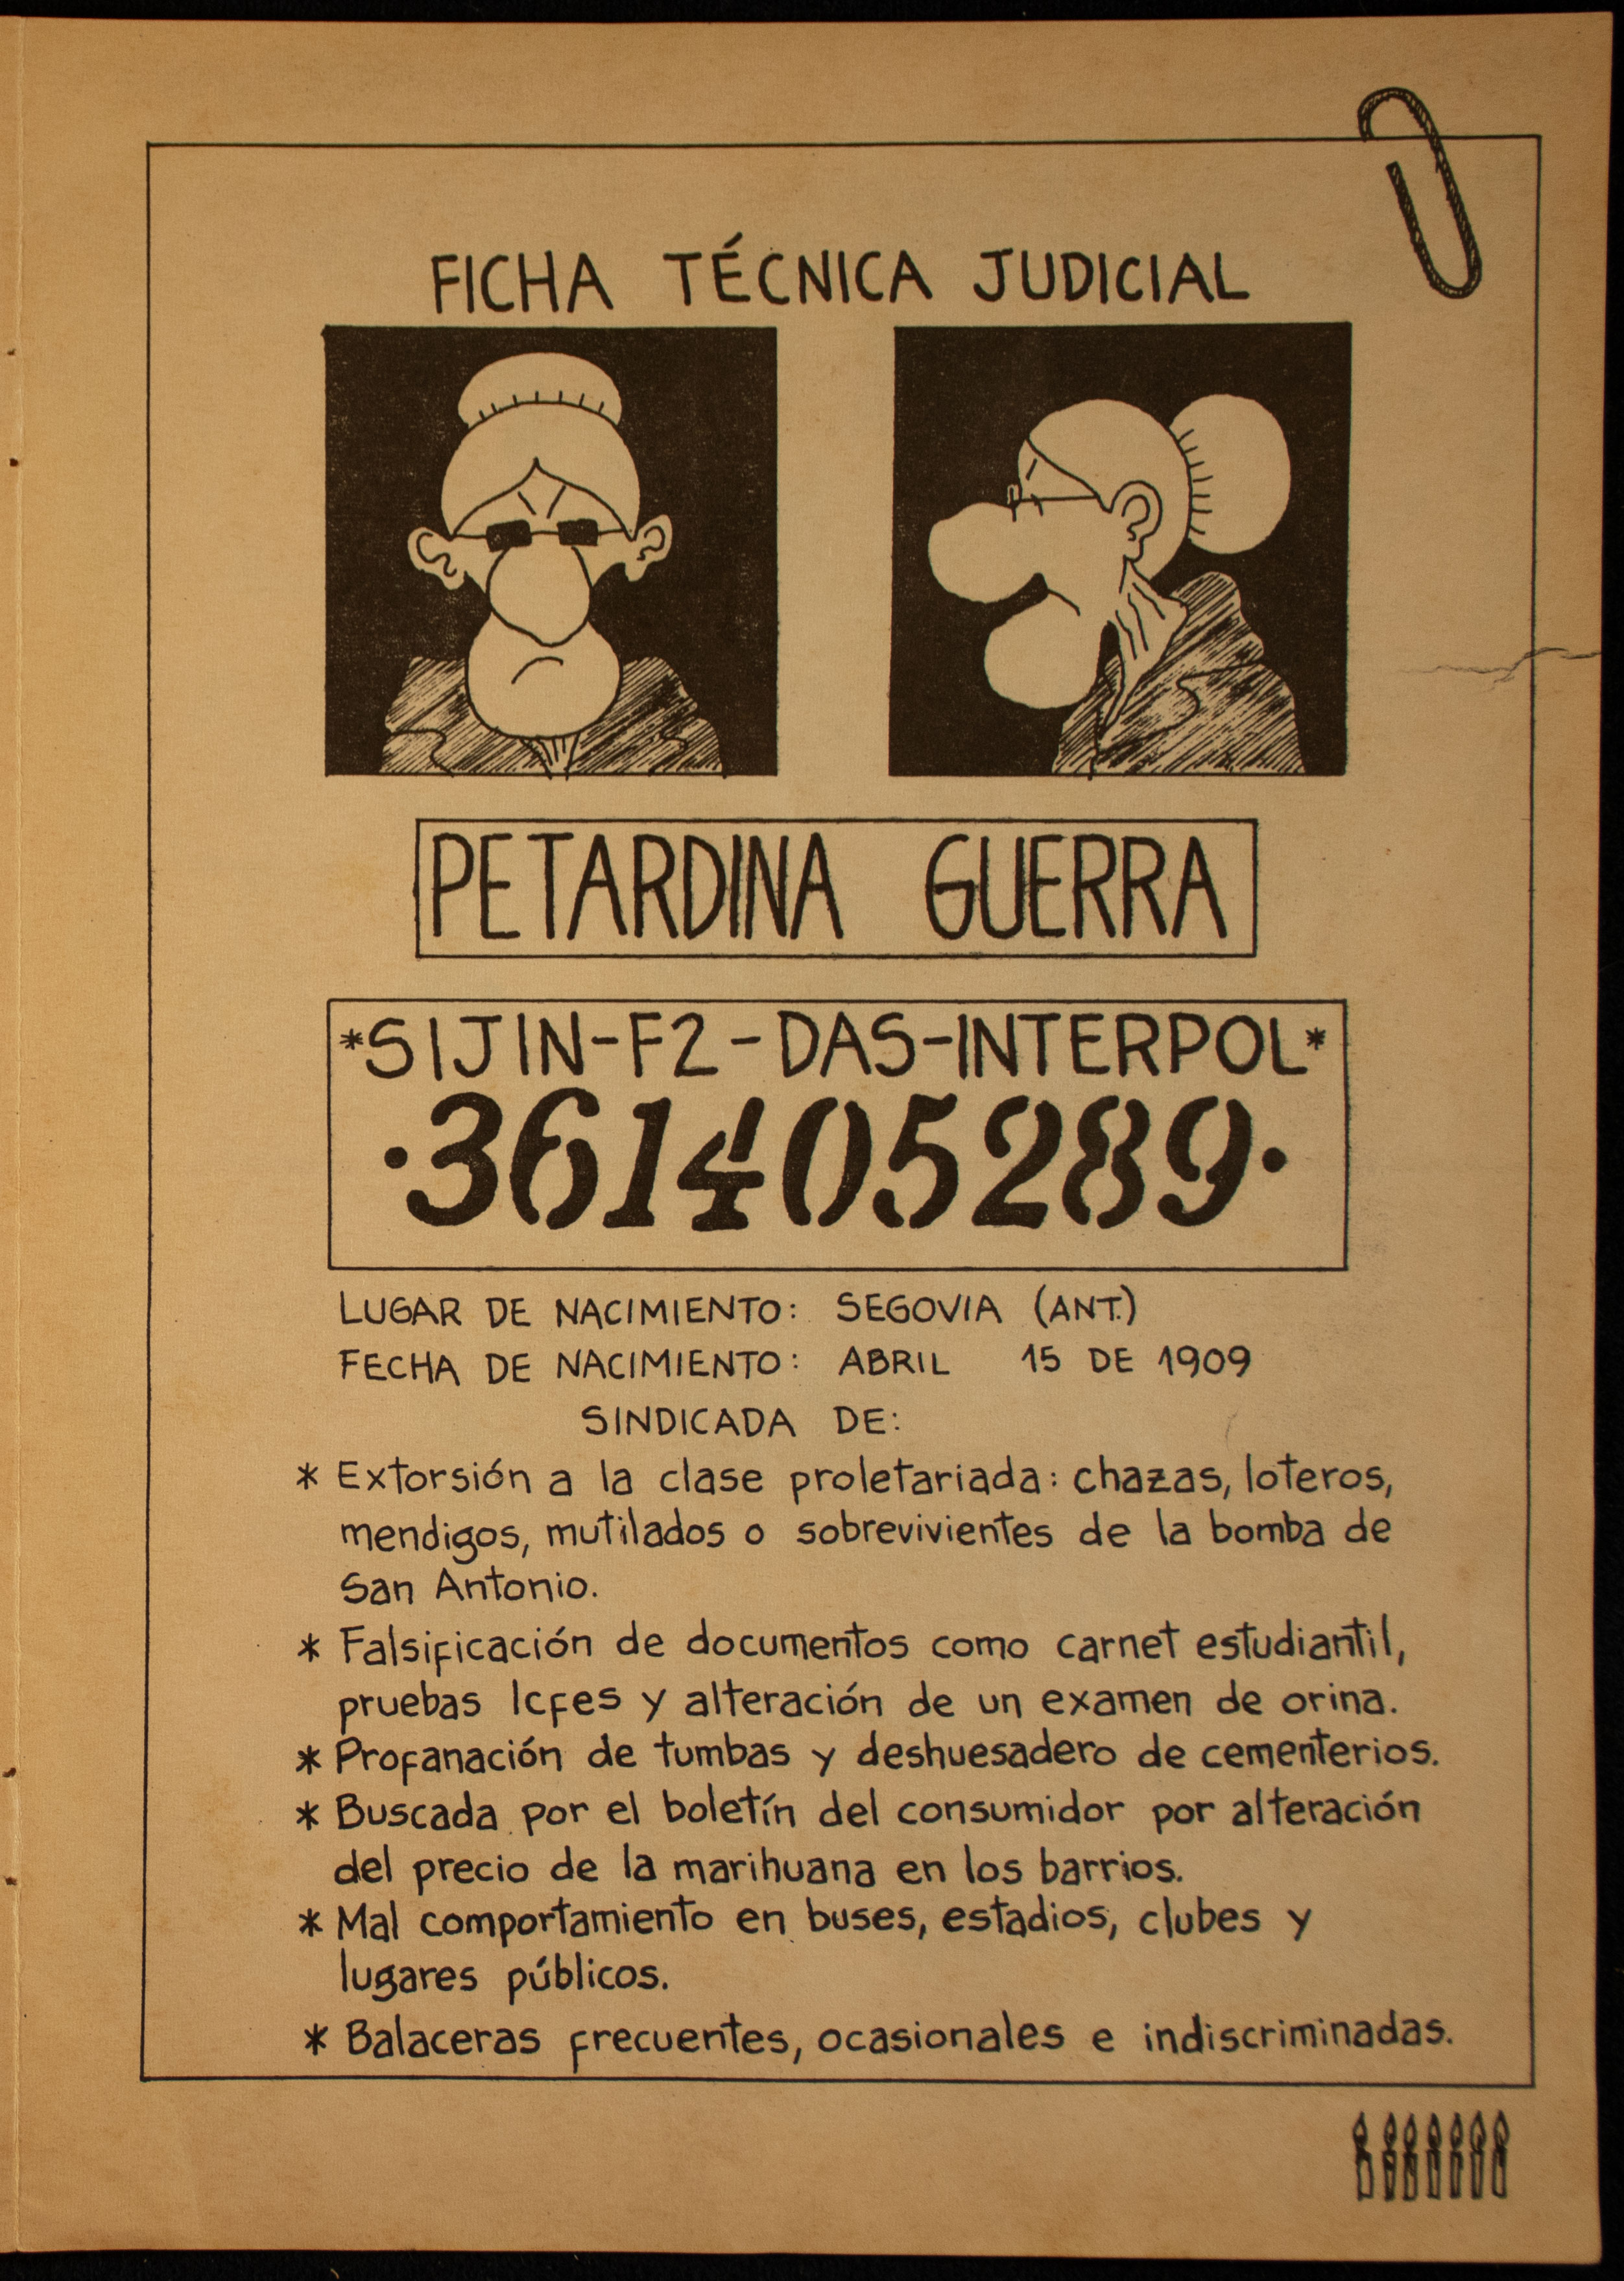 FICHA TÉCNICA JUDICIAL
PETARDINA GUERRA
*SIJIN-F2-DAS-INTERPOL*
·361405289·
LUGAR DE NACIMIENTO: SEGOVIA (ANT.)
FECHA DE NACIMIENTO: ABRIL 15 DE 1909
SINDICADA DE:
* Extorsión a la clase proletariada: chazas, loteros,
mendigos, mutilados o sobrevivientes de la bomba de
San Antonio.
* Falsificación de documentos como carnet estudiantil,
pruebas Icfes y alteración de un examen de orina.
* Profanación de tumbas y deshuesadero de cementerios.
* Buscada por el boletín del consumidor por alteración
del precio de la marihuana en los barrios.
* Mal comportamiento en buses, estadios, clubes y
lugares públicos.
* Balaceras frecuentes, ocasionales e indiscriminadas.